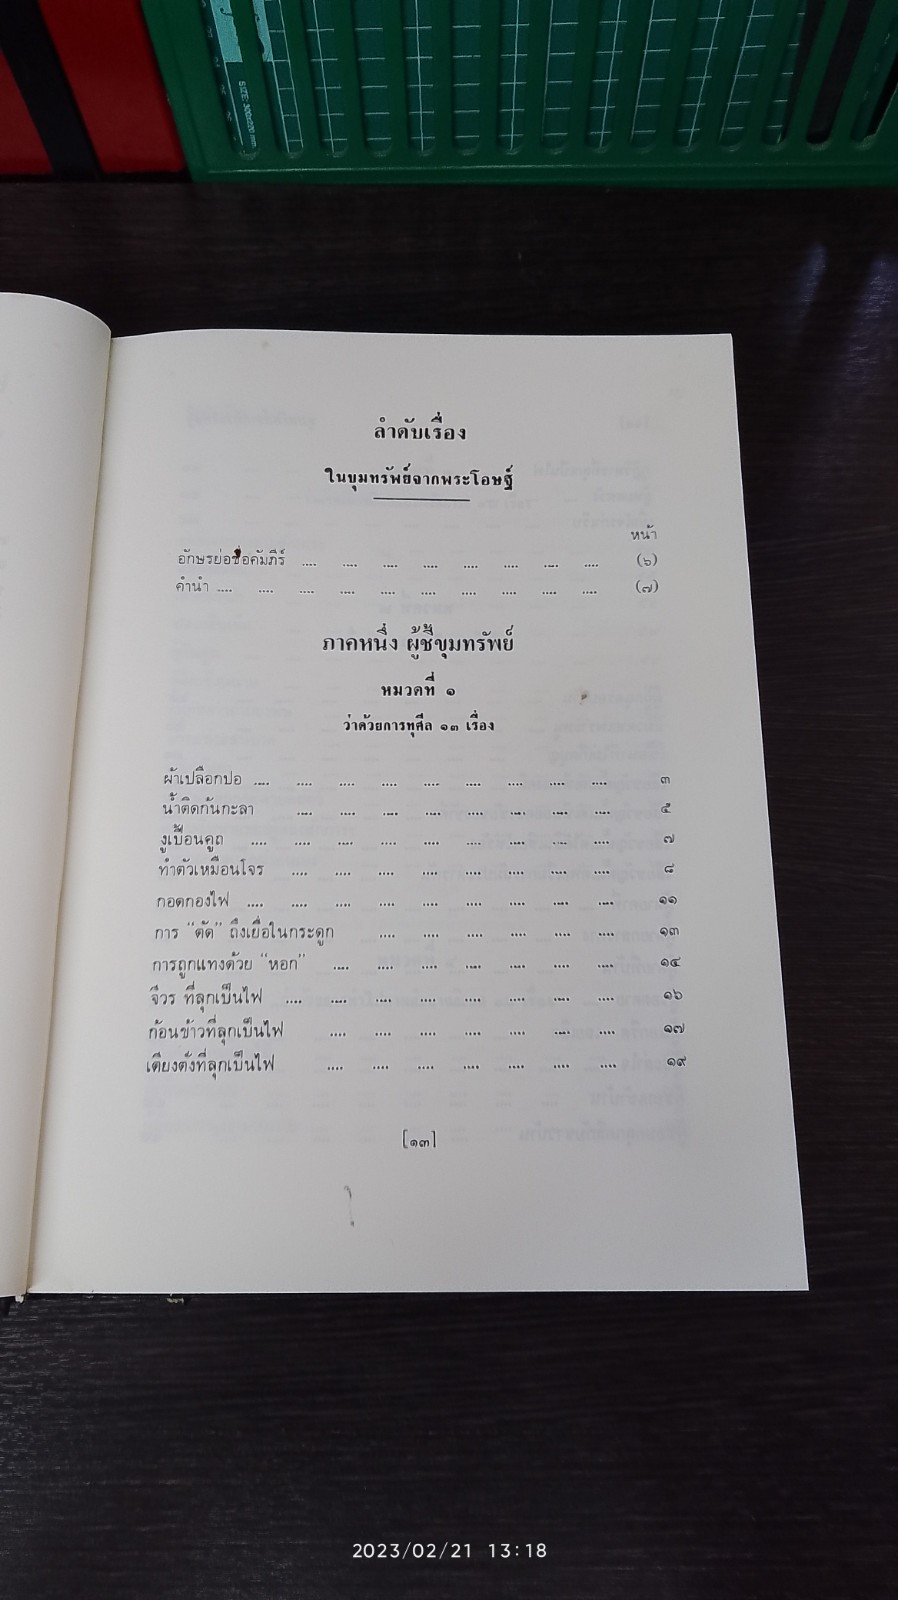 SIZE: 300x220 mm
ลำดับเรื่อง
ในขุมทรัพย์จากพระโอษฐ์
หน้า
อักษรย่อชื่อคัมภีร์ .... .... .... .... .... .... .... .... (๖)
คำนำ .... .... .... .... .... .... .... .... .... .... (๗)
ภาคหนึ่ง ผู้ชี้ขุมทรัพย์
หมวดที่ ๑
ว่าด้วยการทุศีล ๑๓ เรื่อง
ผ้าเปลือกปอ .... .... .... .... .... .... .... .... .... ๓
น้ำติดก้นกะลา .... .... .... .... .... .... .... .... ๕
งูเปื้อนคูถ .... .... .... .... .... .... .... .... .... ๗
ทำตัวเหมือนโจร .... .... .... .... .... .... .... .... ๘
กอดกองไฟ .... .... .... .... .... .... .... .... .... ๑๑
การ "ตัด" ถึงเยื่อในกระดูก .... .... .... .... .... .... ๑๓
การถูกแทงด้วย "หอก" .... .... .... .... .... .... .... ๑๔
จีวร ที่ลุกเป็นไฟ .... .... .... .... .... .... .... .... ๑๖
ก้อนข้าวที่ลุกเป็นไฟ .... .... .... .... .... .... .... ๑๗
เตียงตั่งที่ลุกเป็นไฟ .... .... .... .... .... .... .... ๑๙
[๑๓]
2023/02/21 13:18